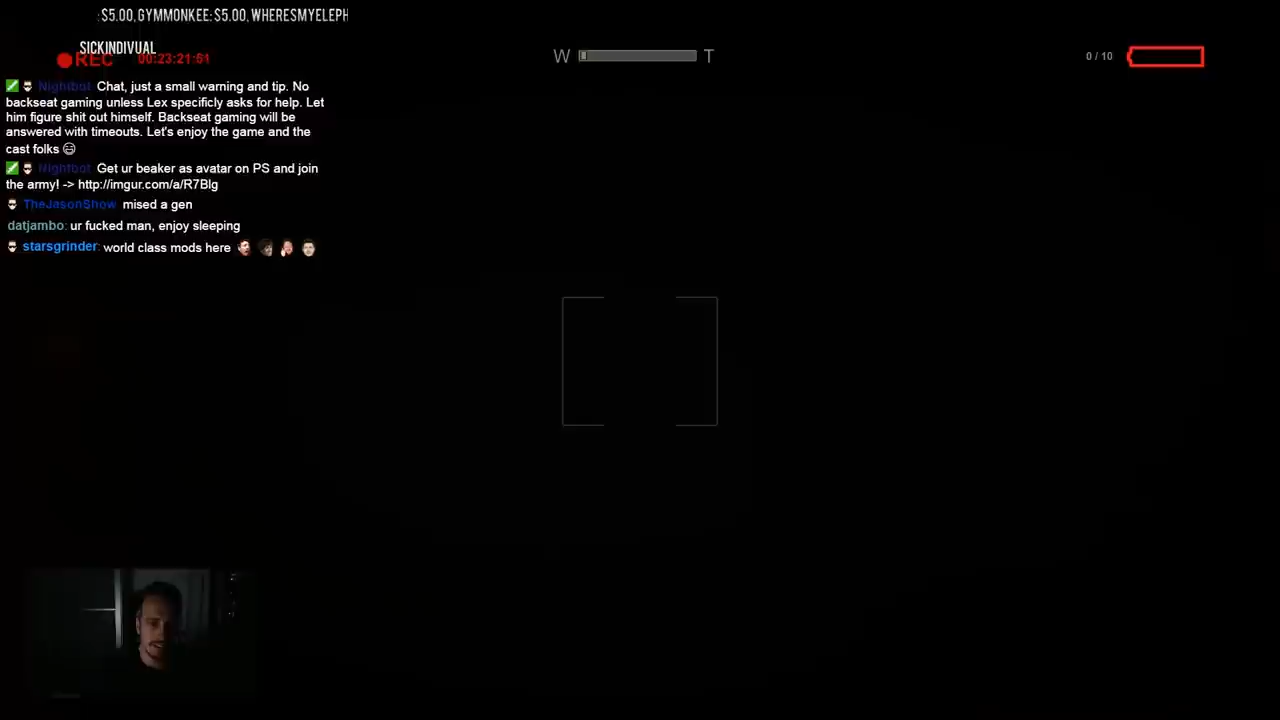 : $5.00, GYMMONKEE: $5.00, WHERESMYELEPH
SICKINDIVUAL
REC 00:23:21:51
W T
0 / 10
Nightbot Chat, just a small warning and tip. No
backseat gaming unless Lex specificly asks for help. Let
him figure shit out himself. Backseat gaming will be
answered with timeouts. Let's enjoy the game and the
cast folks 😄
Nightbot Get ur beaker as avatar on PS and join
the army! -> http://imgur.com/a/R7Blg
TheJasonShow mised a gen
datjambo: ur fucked man, enjoy sleeping
starsgrinder: world class mods here